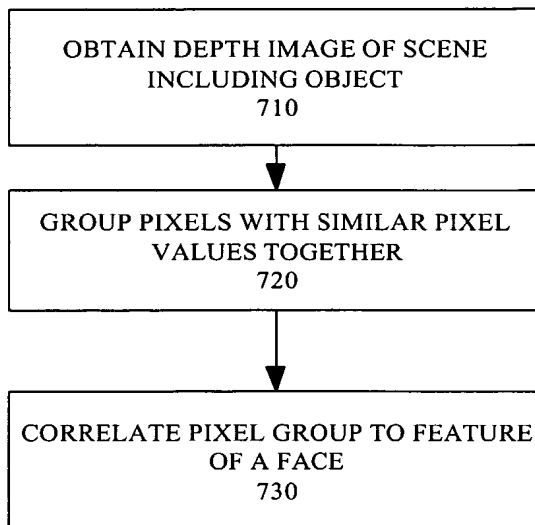 OBTAIN DEPTH IMAGE OF SCENE
INCLUDING OBJECT
710
GROUP PIXELS WITH SIMILAR PIXEL
VALUES TOGETHER
720
CORRELATE PIXEL GROUP TO FEATURE
OF A FACE
730